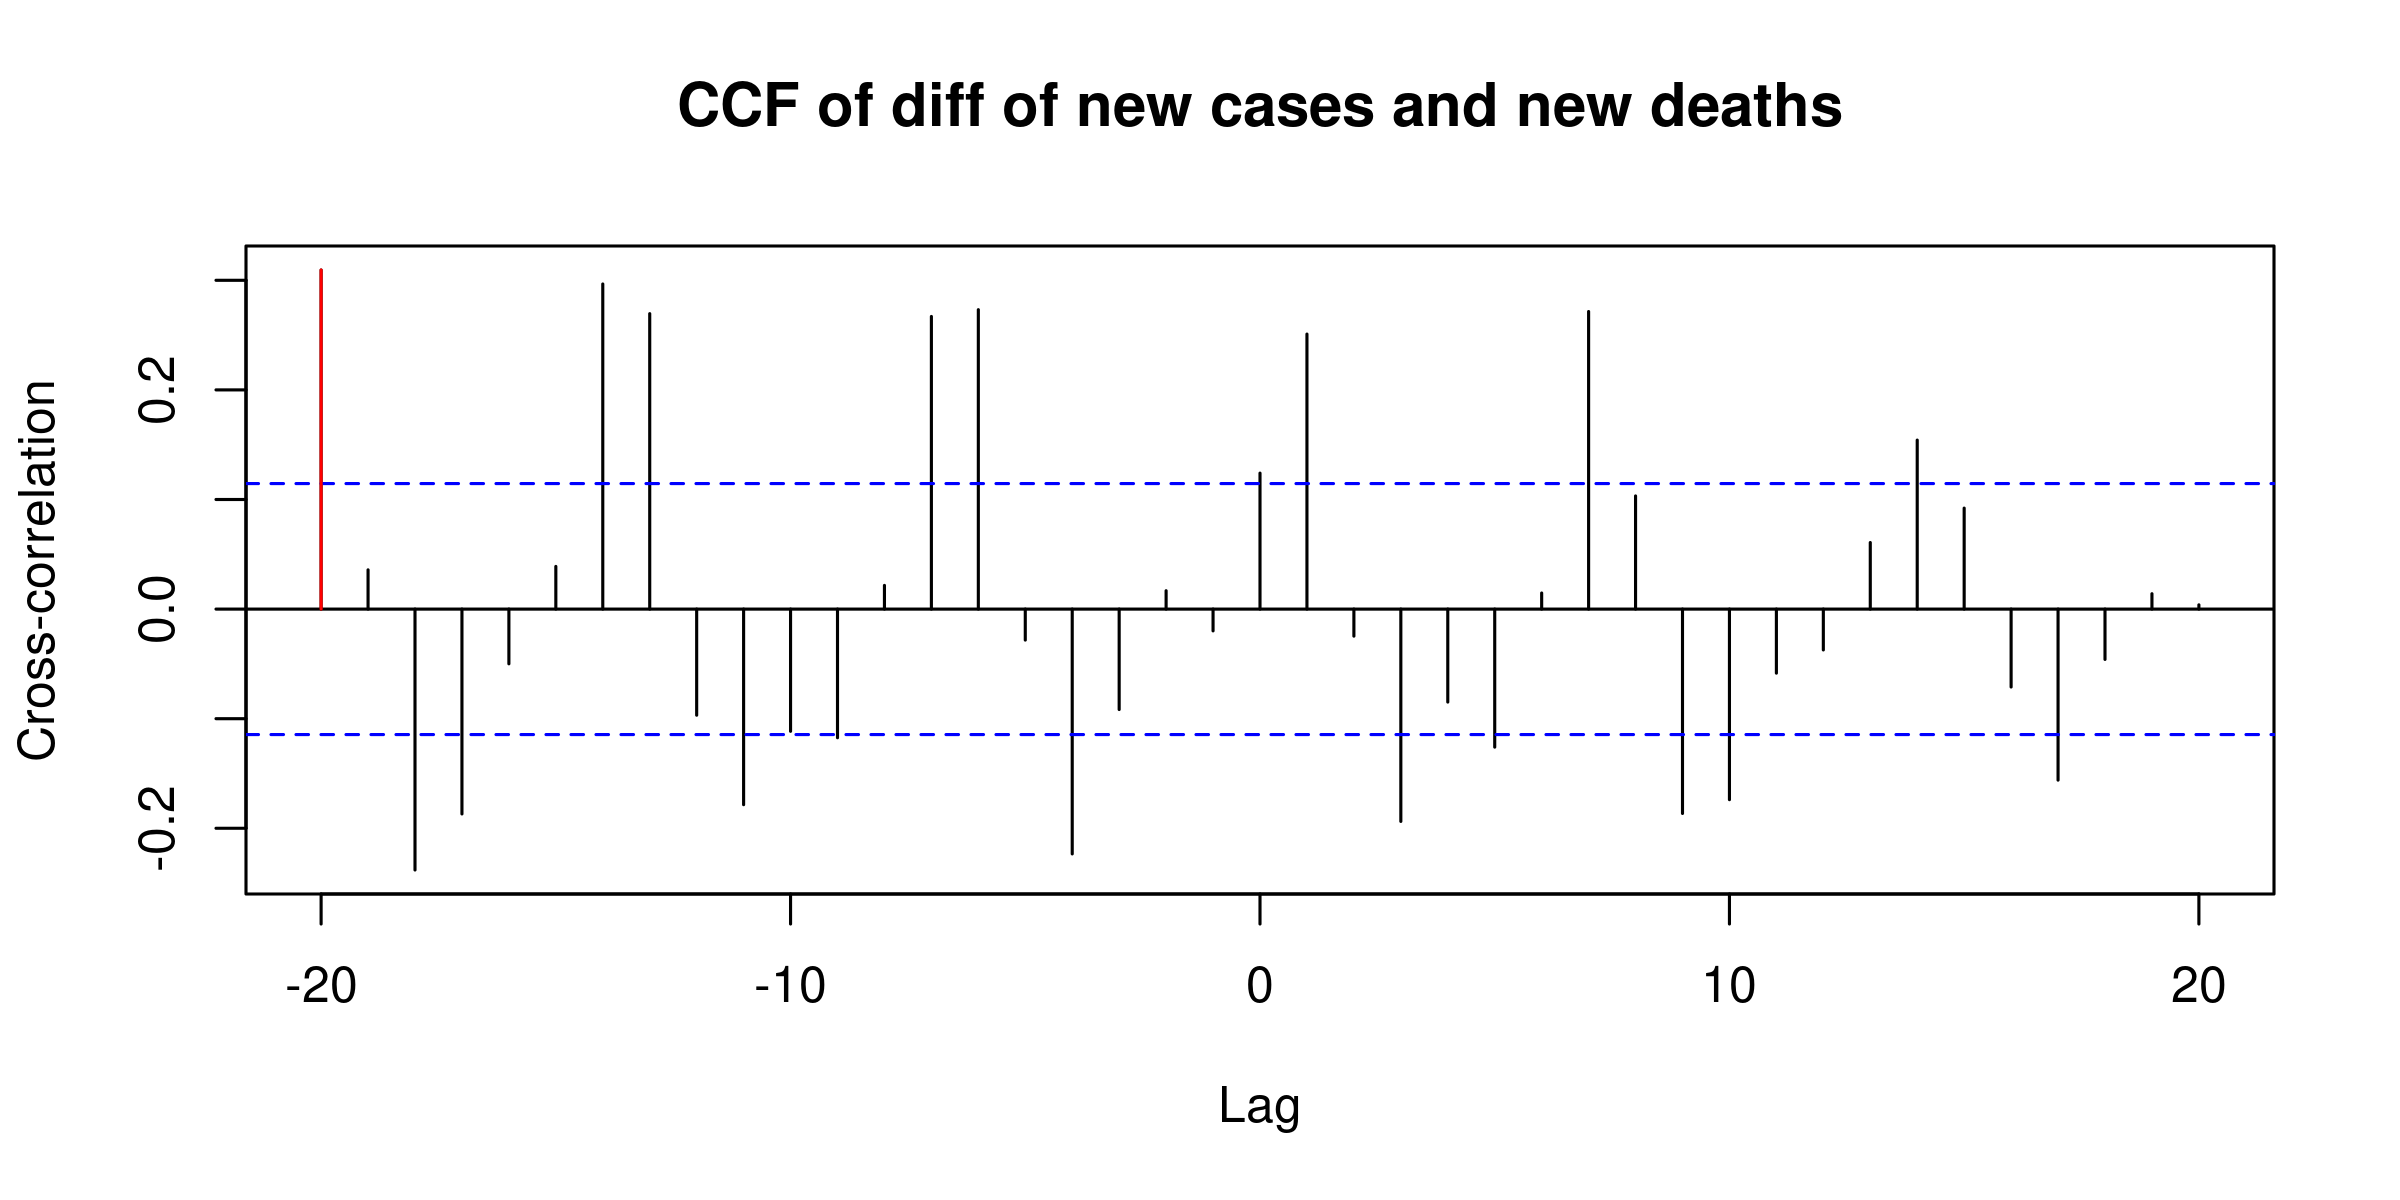 CCF of diff of new cases and new deaths
Cross-correlation
0.2
0.0
-0.2
-20 -10 0 10 20
Lag